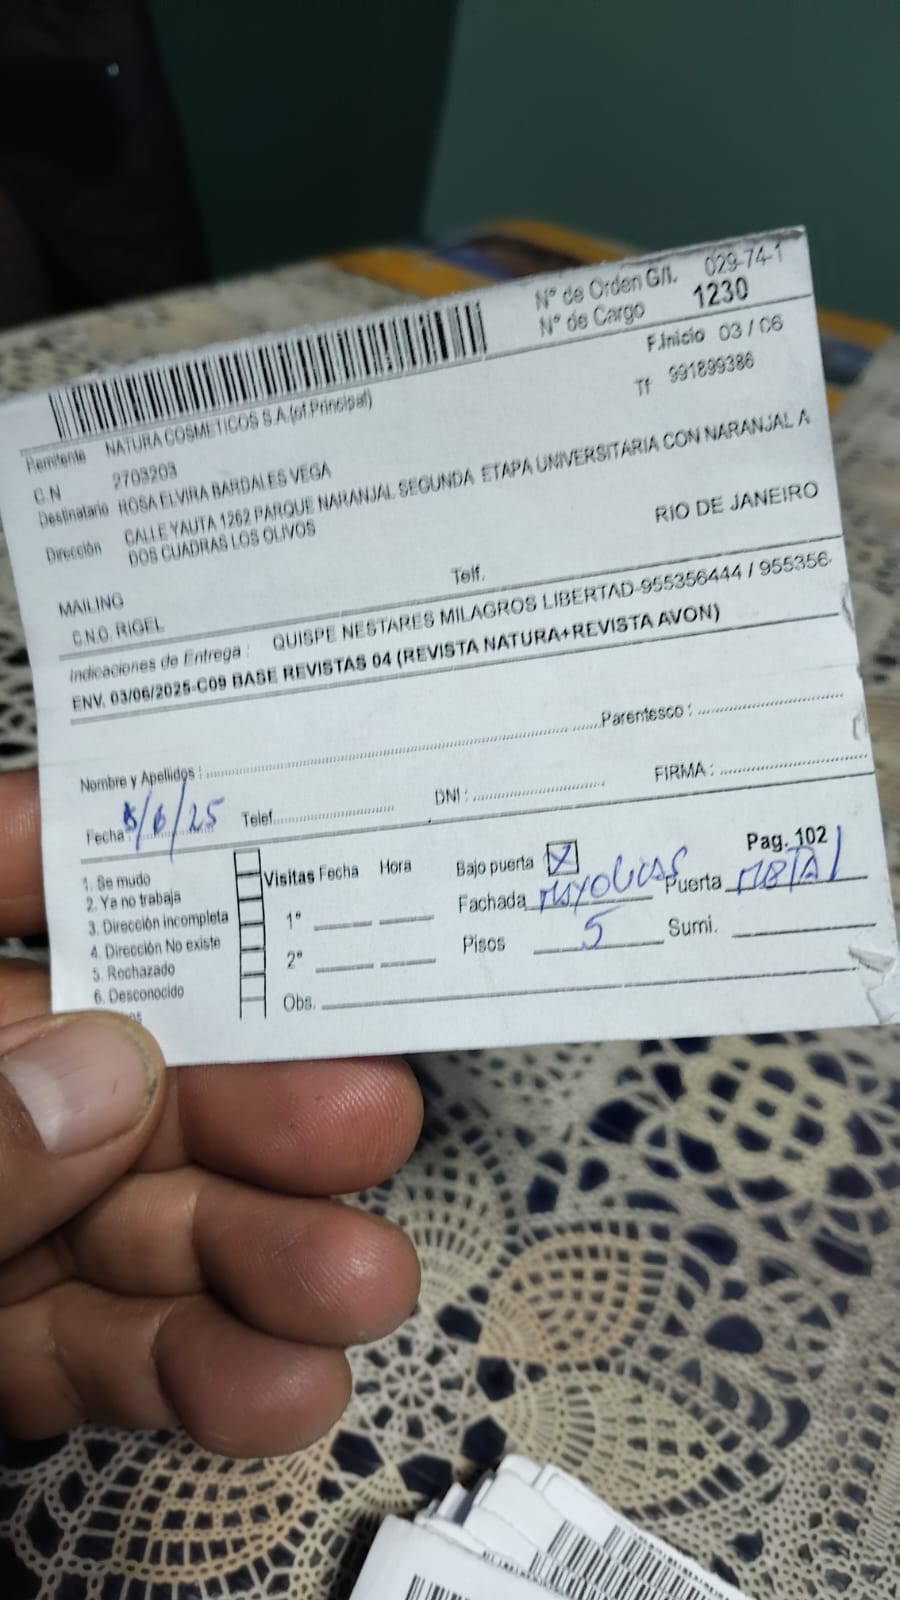 Nº de Orden G/I. 029-74-1
Nº de Cargo 1230
F.Inicio 03 / 06
Remitente NATURA COSMETICOS S.A.(of.Principal)
Tf 991899386
C.N 2703203
Destinatario ROSA ELVIRA BARDALES VEGA
Dirección CALLE YAUTA 1262 PARQUE NARANJAL SEGUNDA ETAPA UNIVERSITARIA CON NARANJAL A
DOS CUADRAS LOS OLIVOS
RIO DE JANEIRO
MAILING Telf.
C.N.O. RIGEL
Indicaciones de Entrega : QUISPE NESTARES MILAGROS LIBERTAD-955356444 / 955356
ENV. 03/06/2025-C09 BASE REVISTAS 04 (REVISTA NATURA+REVISTA AVON)
Nombre y Apellidos : Parentesco :
Fecha: /6/25 Telef. DNI : FIRMA :
Pag. 102
1. Se mudo
2. Ya no trabaja
3. Dirección incompleta
4. Dirección No existe
5. Rechazado
6. Desconocido
Visitas Fecha Hora
1º
2º
Obs.
Bajo puerta X
Fachada Puerta METAL
Pisos 5 Sumi.